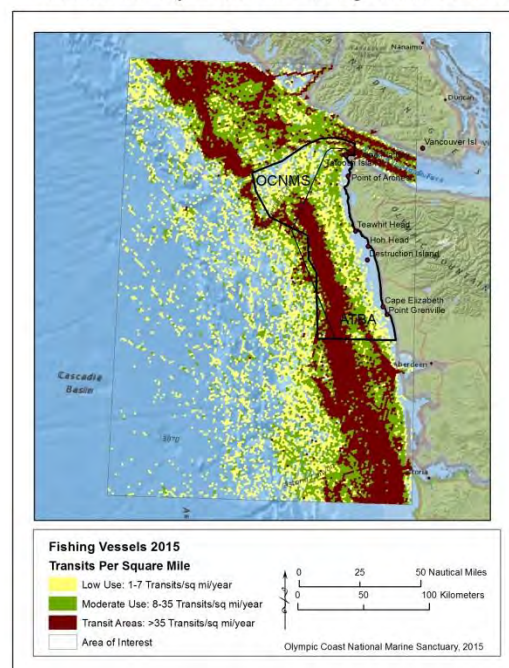 Nanaimo
Duncan
Vancouver Isl
OCNMS
Tatoosh Island
Point of Arches
Teawhit Head
Hoh Head
Destruction Island
Cape Elizabeth
Point Grenville
ATBA
Aberdeen
Cascadia
Basin
Fishing Vessels 2015
Transits Per Square Mile
Low Use: 1-7 Transits/sq mi/year
Moderate Use: 8-35 Transits/sq mi/year
Transit Areas: >35 Transits/sq mi/year
Area of Interest
0 25 50 Nautical Miles
0 50 100 Kilometers
Olympic Coast National Marine Sanctuary, 2015